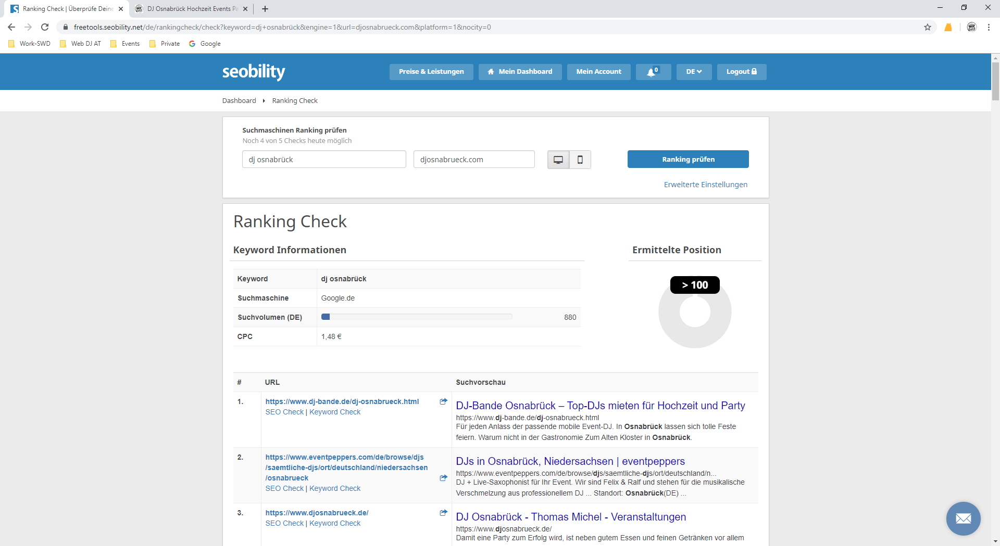 Ranking Check | Überprüfe Deine
DJ Osnabrück Hochzeit Events Pa
freetools.seobility.net/de/rankingcheck/check?keyword=dj+osnabrück&engine=1&url=djosnabrueck.com&platform=1&nocity=0
Work-SWD
Web DJ AT
Events
Private
Google
seobility
Preise & Leistungen
Mein Dashboard
Mein Account
0
DE
Logout
Dashboard
Ranking Check
Suchmaschinen Ranking prüfen
Noch 4 von 5 Checks heute möglich
dj osnabrück
djosnabrueck.com
Ranking prüfen
Erweiterte Einstellungen
Ranking Check
Keyword Informationen
Ermittelte Position
Keyword
dj osnabrück
> 100
Suchmaschine
Google.de
Suchvolumen (DE)
880
CPC
1,48 €
#
URL
Suchvorschau
1.
https://www.dj-bande.de/dj-osnabrueck.html
SEO Check | Keyword Check
DJ-Bande Osnabrück – Top-DJs mieten für Hochzeit und Party
https://www.dj-bande.de/dj-osnabrueck.html
Für jeden Anlass der passende mobile Event-DJ. In Osnabrück lassen sich tolle Feste
feiern. Warum nicht in der Gastronomie Zum Alten Kloster in Osnabrück.
2.
https://www.eventpeppers.com/de/browse/djs
/saemtliche-djs/ort/deutschland/niedersachsen
/osnabrueck
SEO Check | Keyword Check
DJs in Osnabrück, Niedersachsen | eventpeppers
https://www.eventpeppers.com/de/browse/djs/saemtliche-djs/ort/deutschland/n...
DJ + Live-Saxophonist für Ihr Event. Wir sind Felix & Ralf und stehen für die musikalische
Verschmelzung aus professionellem DJ ... Standort: Osnabrück(DE) ...
3.
https://www.djosnabrueck.de/
SEO Check | Keyword Check
DJ Osnabrück - Thomas Michel - Veranstaltungen
https://www.djosnabrueck.de/
Damit eine Party zum Erfolg wird, ist neben gutem Essen und feinen Getränken vor allem